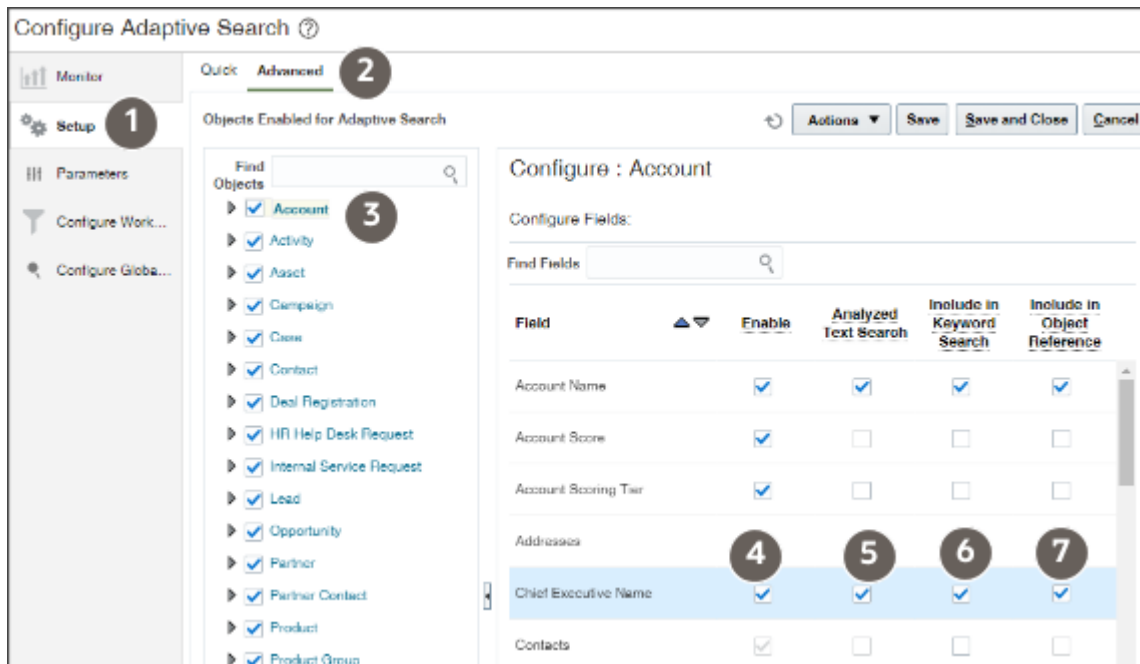 Configure Adaptive Search ?
Monitor
Setup
1
Parameters
Configure Work...
Configure Globa...
Quick Advanced 2
Objects Enabled for Adaptive Search
Actions ▼ Save Save and Close Cancel
Find Objects
Account 3
Activity
Asset
Campaign
Case
Contact
Deal Registration
HR Help Desk Request
Internal Service Request
Lead
Opportunity
Partner
Partner Contact
Product
Product Group
Configure : Account
Configure Fields:
Find Fields
Field Enable Analyzed Text Search Include in Keyword Search Include in Object Reference
Account Name
Account Score
Account Scoring Tier
Addresses
4 5 6 7
Chief Executive Name
Contacts